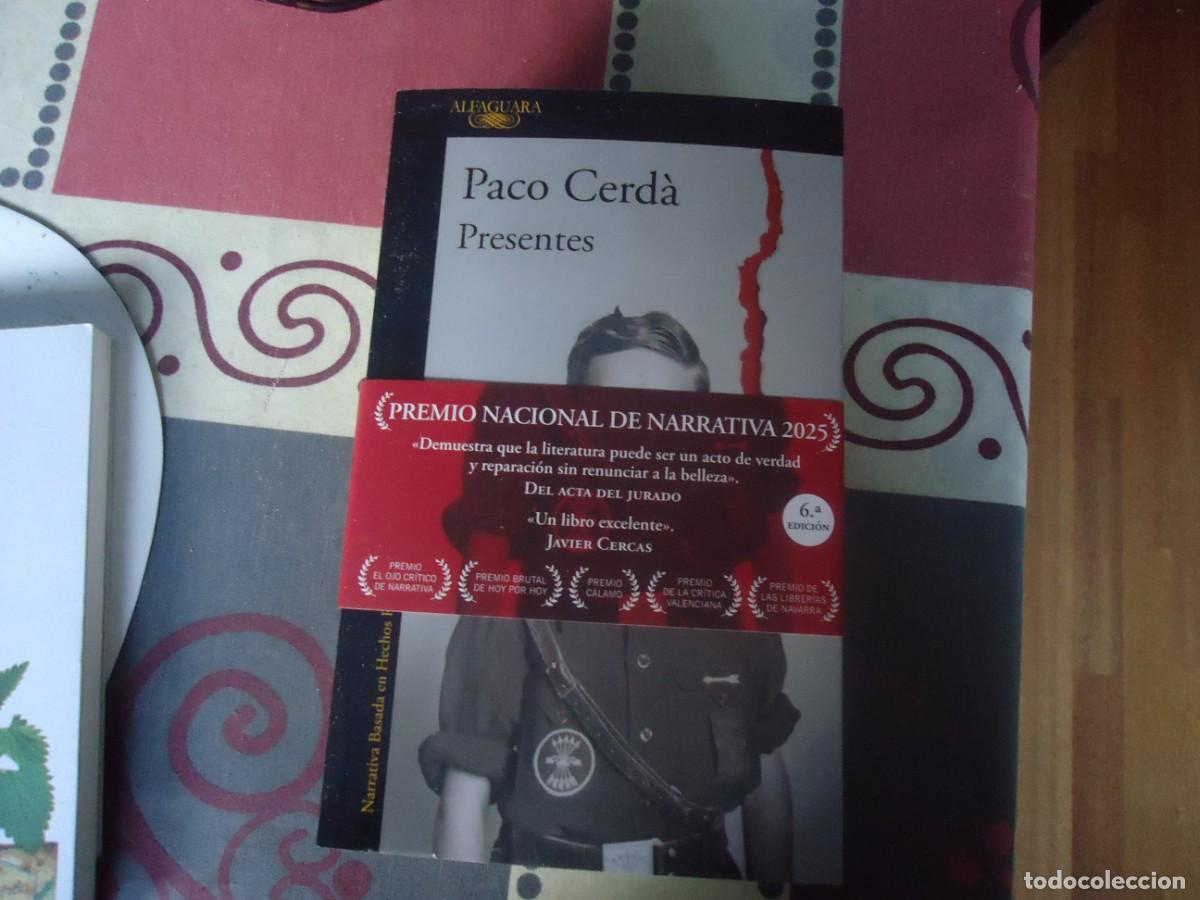 ALFAGUARA
Paco Cerdà
Presentes
PREMIO NACIONAL DE NARRATIVA 2025
«Demuestra que la literatura puede ser un acto de verdad
y reparación sin renunciar a la belleza».
DEL ACTA DEL JURADO
«Un libro excelente».
JAVIER CERCAS
6.ª
EDICIÓN
PREMIO
EL OJO CRÍTICO
DE NARRATIVA
PREMIO BRUTAL
DE HOY POR HOY
PREMIO
CÁLAMO
PREMIO
DE LA CRÍTICA
VALENCIANA
PREMIO DE
LAS LIBRERÍAS
DE NAVARRA
Narrativa Basada en Hechos
todocoleccion